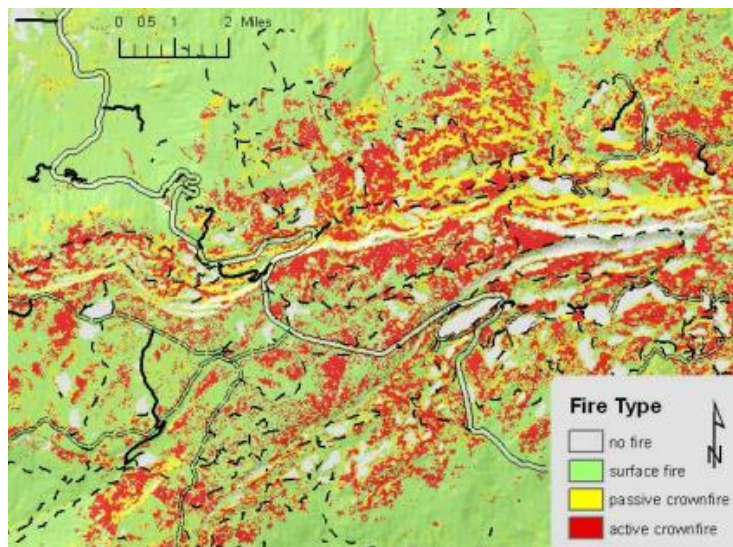 0 0.5 1 2 Miles
Fire Type
no fire
surface fire
passive crownfire
active crownfire
N